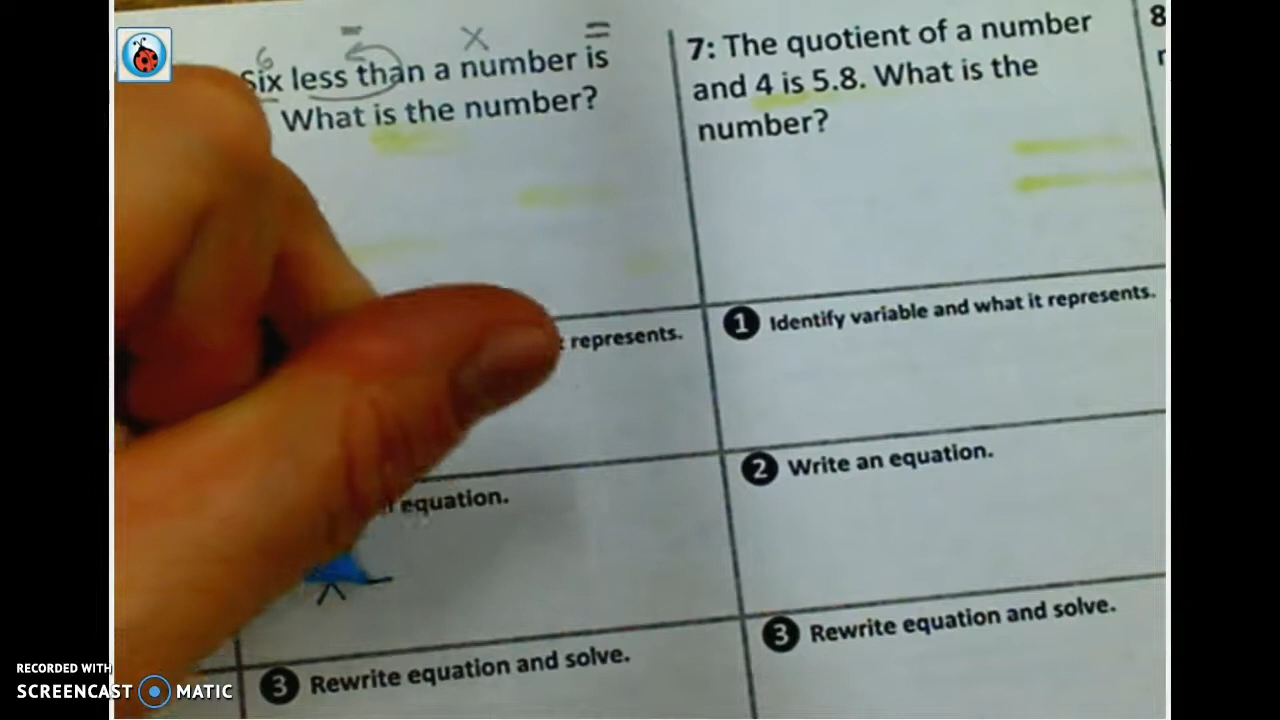 6 - x =
Six less than a number is
What is the number?
7: The quotient of a number
and 4 is 5.8. What is the
number?
8
represents.
1 Identify variable and what it represents.
equation.
2 Write an equation.
3 Rewrite equation and solve.
3 Rewrite equation and solve.
RECORDED WITH
SCREENCAST MATIC